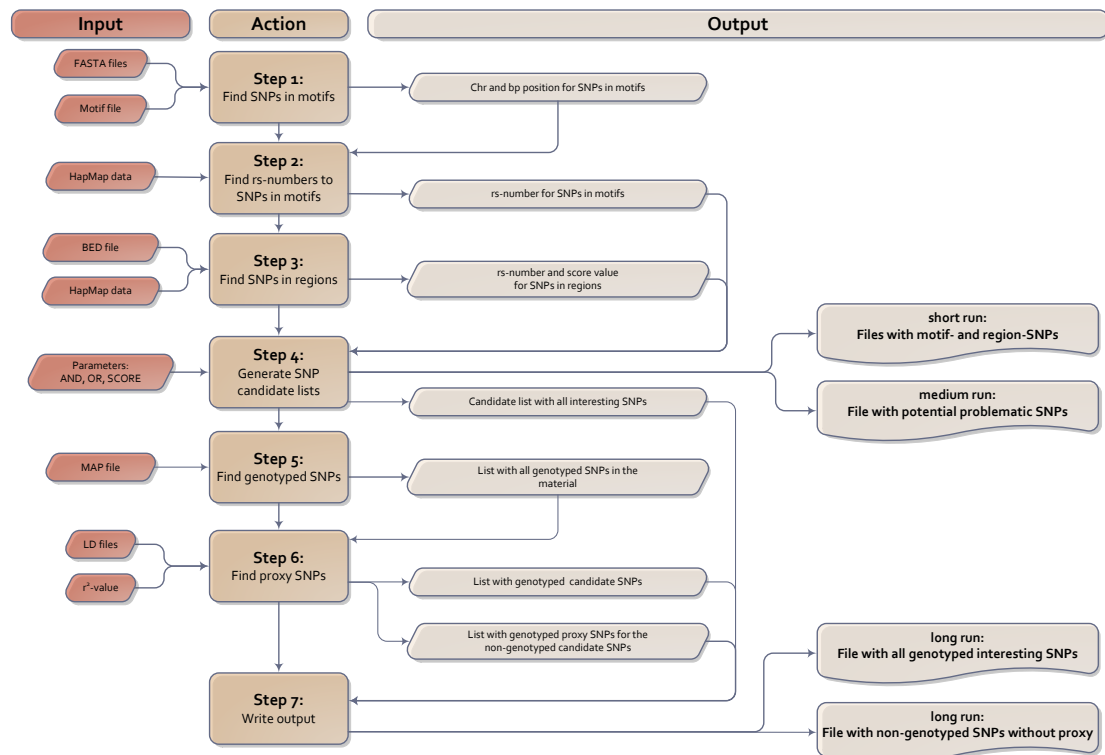 Input
Action
Output
FASTA files
Motif file
Step 1:
Find SNPs in motifs
Chr and bp position for SNPs in motifs
HapMap data
Step 2:
Find rs-numbers to
SNPs in motifs
rs-number for SNPs in motifs
BED file
HapMap data
Step 3:
Find SNPs in regions
rs-number and score value
for SNPs in regions
short run:
Files with motif- and region-SNPs
Parameters:
AND, OR, SCORE
Step 4:
Generate SNP
candidate lists
Candidate list with all interesting SNPs
medium run:
File with potential problematic SNPs
MAP file
Step 5:
Find genotyped SNPs
List with all genotyped SNPs in the
material
LD files
r²-value
Step 6:
Find proxy SNPs
List with genotyped candidate SNPs
List with genotyped proxy SNPs for the
non-genotyped candidate SNPs
long run:
File with all genotyped interesting SNPs
Step 7:
Write output
long run:
File with non-genotyped SNPs without proxy